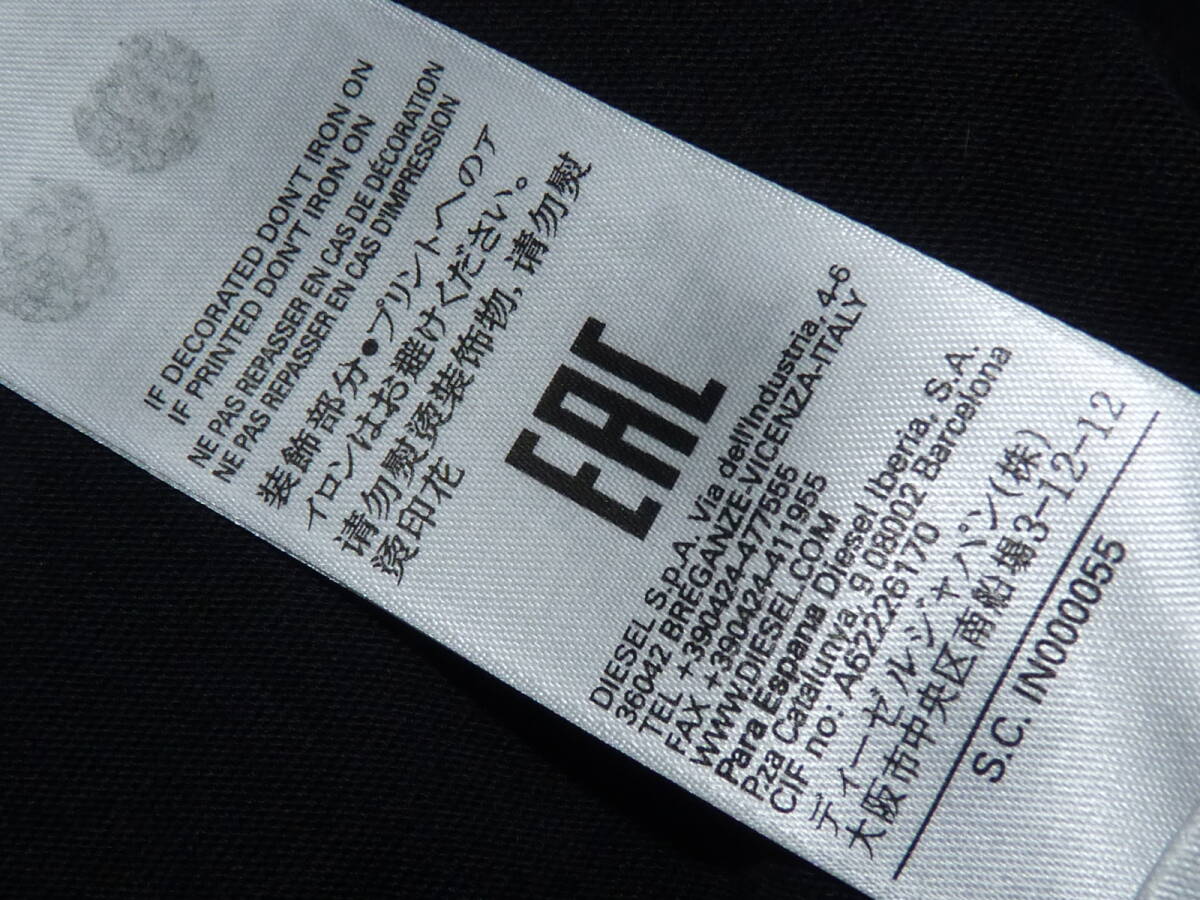 IF DECORATED DON'T IRON ON
IF PRINTED DON'T IRON ON
NE PAS REPASSER EN CAS DE DÉCORATION
NE PAS REPASSER EN CAS D'IMPRESSION
装飾部分●プリントへのア
イロンはお避けください。
请勿熨烫装饰物,请勿熨
烫印花
EAC
DIESEL S.p.A. Via dell'Industria, 4-6
36042 BREGANZE-VICENZA-ITALY
TEL +390424-477555
FAX +390424-411955
WWW.DIESEL.COM
Para Espana Diesel Iberia, S.A.
P.za Catalunya, 9 08002 Barcelona
CIF no: A62226170
ディーゼルジャパン(株)
大阪市中央区南船場3-12-12
S.C. IN000055